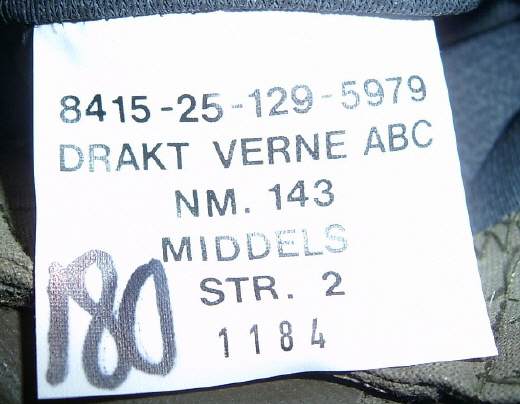 8415-25-129-5979
DRAKT VERNE ABC
NM. 143
MIDDELS
STR. 2
1184
180